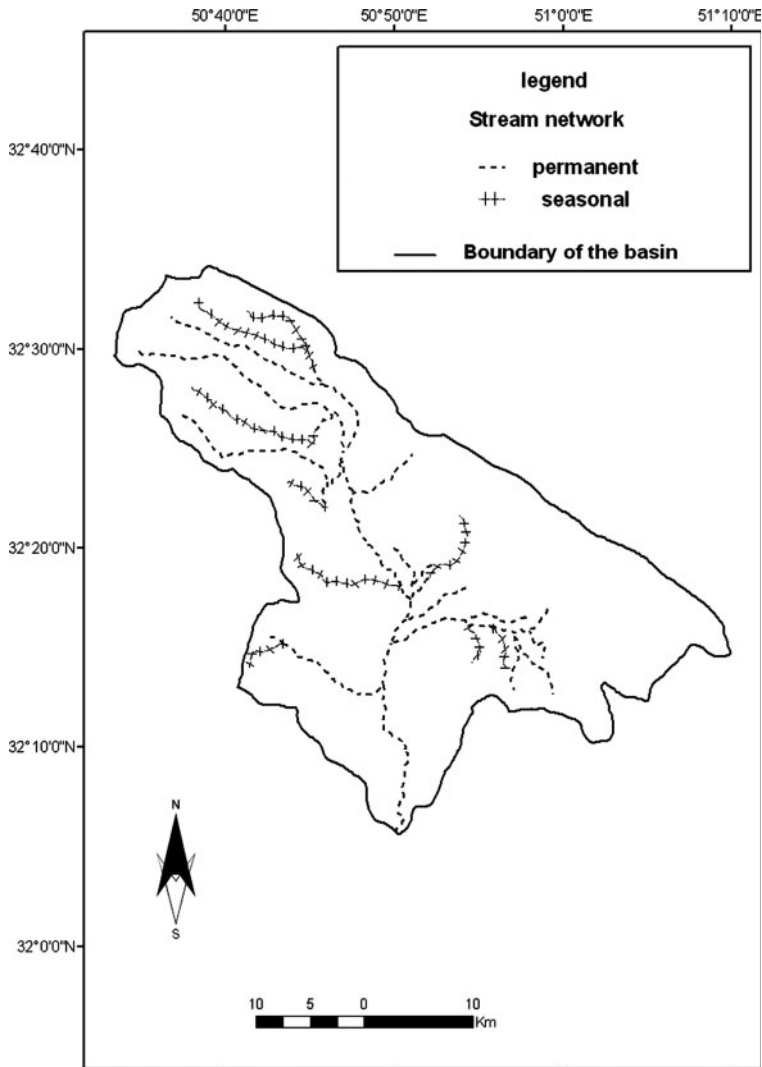 50°40'0"E 50°50'0"E 51°0'0"E 51°10'0"E
legend
Stream network
permanent
seasonal
Boundary of the basin
32°40'0"N
32°30'0"N
32°20'0"N
32°10'0"N
32°0'0"N
N
S
10 5 0 10
Km